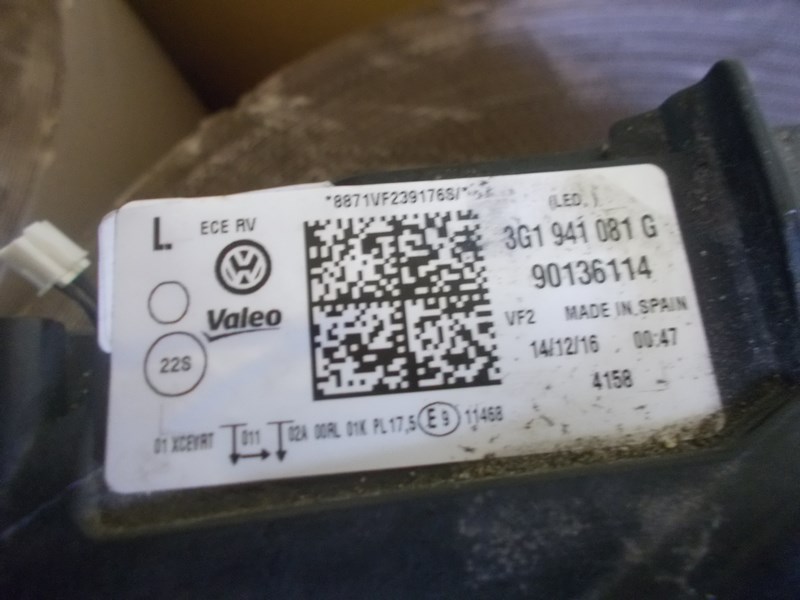 *8871VF239176S/*
L
ECE RV
(LED )
3G1 941 081 G
90136114
Valeo
VF2 MADE IN SPAIN
14/12/16 00:47
22S
4158
01 XCEVRT 011 02A 00RL 01K PL17,5 E9 11468